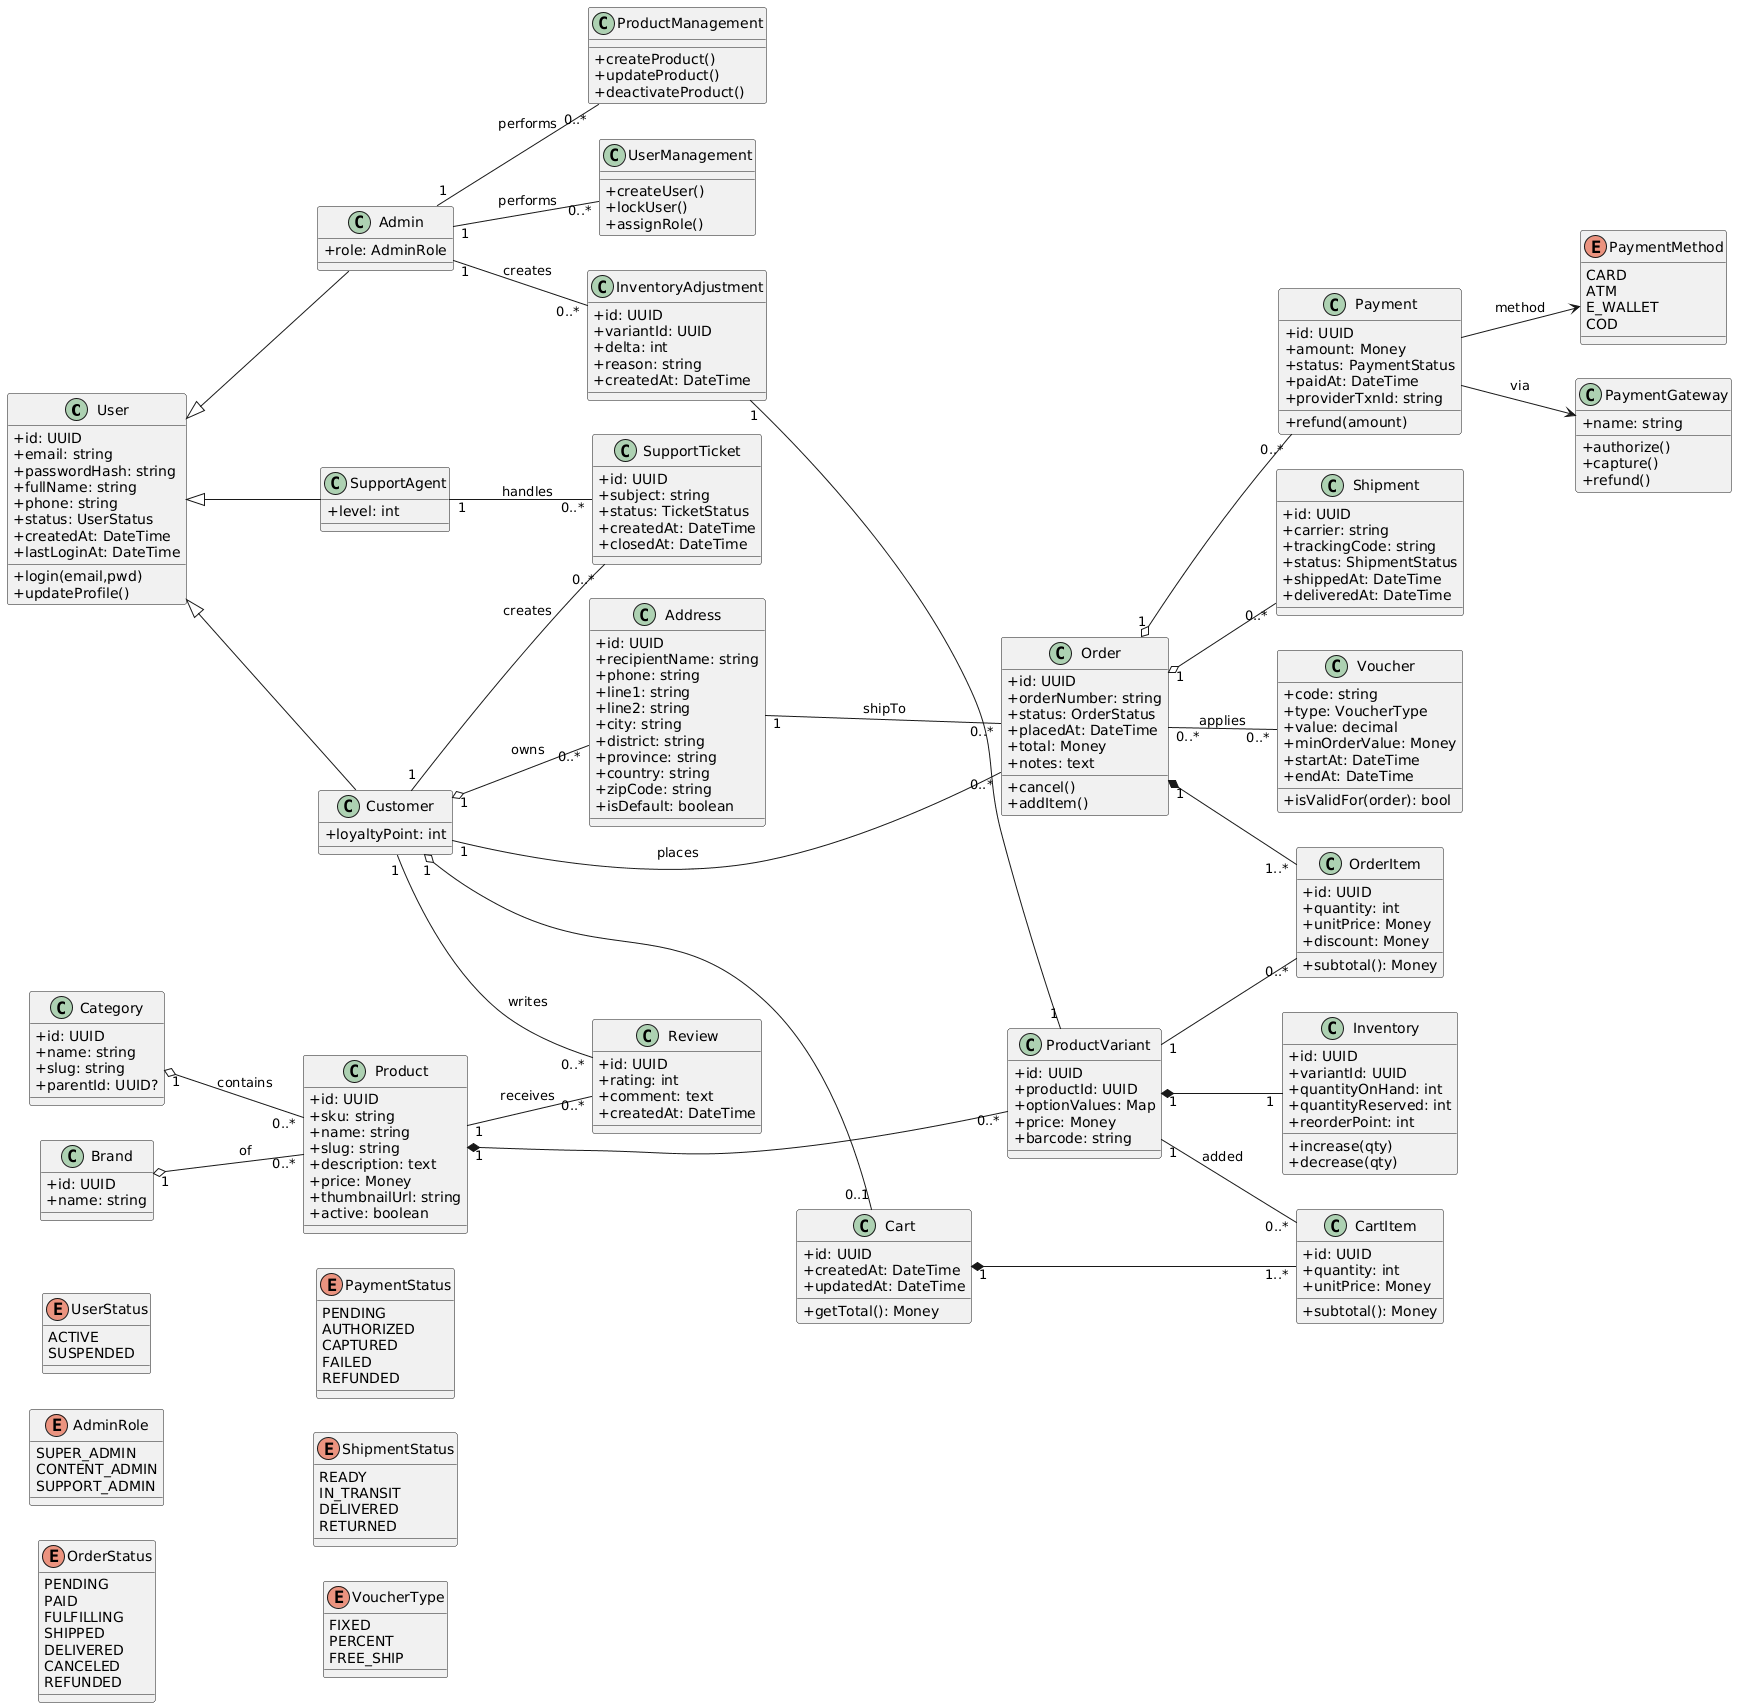 ProductManagement
+createProduct()
+updateProduct()
+deactivateProduct()
performs
0..*
1
UserManagement
+createUser()
+lockUser()
+assignRole()
performs
0..*
1
Admin
+role: AdminRole
creates
1
0..*
InventoryAdjustment
+id: UUID
+variantId: UUID
+delta: int
+reason: string
+createdAt: DateTime
1
1
User
+id: UUID
+email: string
+passwordHash: string
+fullName: string
+phone: string
+status: UserStatus
+createdAt: DateTime
+lastLoginAt: DateTime
+login(email,pwd)
+updateProfile()
SupportAgent
+level: int
handles
1
0..*
SupportTicket
+id: UUID
+subject: string
+status: TicketStatus
+createdAt: DateTime
+closedAt: DateTime
0..*
creates
1
Customer
+loyaltyPoint: int
owns
1
0..*
Address
+id: UUID
+recipientName: string
+phone: string
+line1: string
+line2: string
+city: string
+district: string
+province: string
+country: string
+zipCode: string
+isDefault: boolean
shipTo
1
0..*
places
1
0..*
Order
+id: UUID
+orderNumber: string
+status: OrderStatus
+placedAt: DateTime
+total: Money
+notes: text
+cancel()
+addItem()
Payment
+id: UUID
+amount: Money
+status: PaymentStatus
+paidAt: DateTime
+providerTxnId: string
+refund(amount)
0..*
1
method
PaymentMethod
CARD
ATM
E_WALLET
COD
via
PaymentGateway
+name: string
+authorize()
+capture()
+refund()
Shipment
+id: UUID
+carrier: string
+trackingCode: string
+status: ShipmentStatus
+shippedAt: DateTime
+deliveredAt: DateTime
0..*
1
Voucher
+code: string
+type: VoucherType
+value: decimal
+minOrderValue: Money
+startAt: DateTime
+endAt: DateTime
+isValidFor(order): bool
applies
0..*
0..*
1
1..*
OrderItem
+id: UUID
+quantity: int
+unitPrice: Money
+discount: Money
+subtotal(): Money
0..*
1
1
1
writes
0..*
Review
+id: UUID
+rating: int
+comment: text
+createdAt: DateTime
receives
1
0..*
Category
+id: UUID
+name: string
+slug: string
+parentId: UUID?
contains
1
0..*
Brand
+id: UUID
+name: string
of
1
0..*
Product
+id: UUID
+sku: string
+name: string
+slug: string
+description: text
+price: Money
+thumbnailUrl: string
+active: boolean
1
0..*
ProductVariant
+id: UUID
+productId: UUID
+optionValues: Map
+price: Money
+barcode: string
1
1
Inventory
+id: UUID
+variantId: UUID
+quantityOnHand: int
+quantityReserved: int
+reorderPoint: int
+increase(qty)
+decrease(qty)
added
1
0..*
0..1
Cart
+id: UUID
+createdAt: DateTime
+updatedAt: DateTime
+getTotal(): Money
1
1..*
CartItem
+id: UUID
+quantity: int
+unitPrice: Money
+subtotal(): Money
UserStatus
ACTIVE
SUSPENDED
PaymentStatus
PENDING
AUTHORIZED
CAPTURED
FAILED
REFUNDED
AdminRole
SUPER_ADMIN
CONTENT_ADMIN
SUPPORT_ADMIN
ShipmentStatus
READY
IN_TRANSIT
DELIVERED
RETURNED
OrderStatus
PENDING
PAID
FULFILLING
SHIPPED
DELIVERED
CANCELED
REFUNDED
VoucherType
FIXED
PERCENT
FREE_SHIP